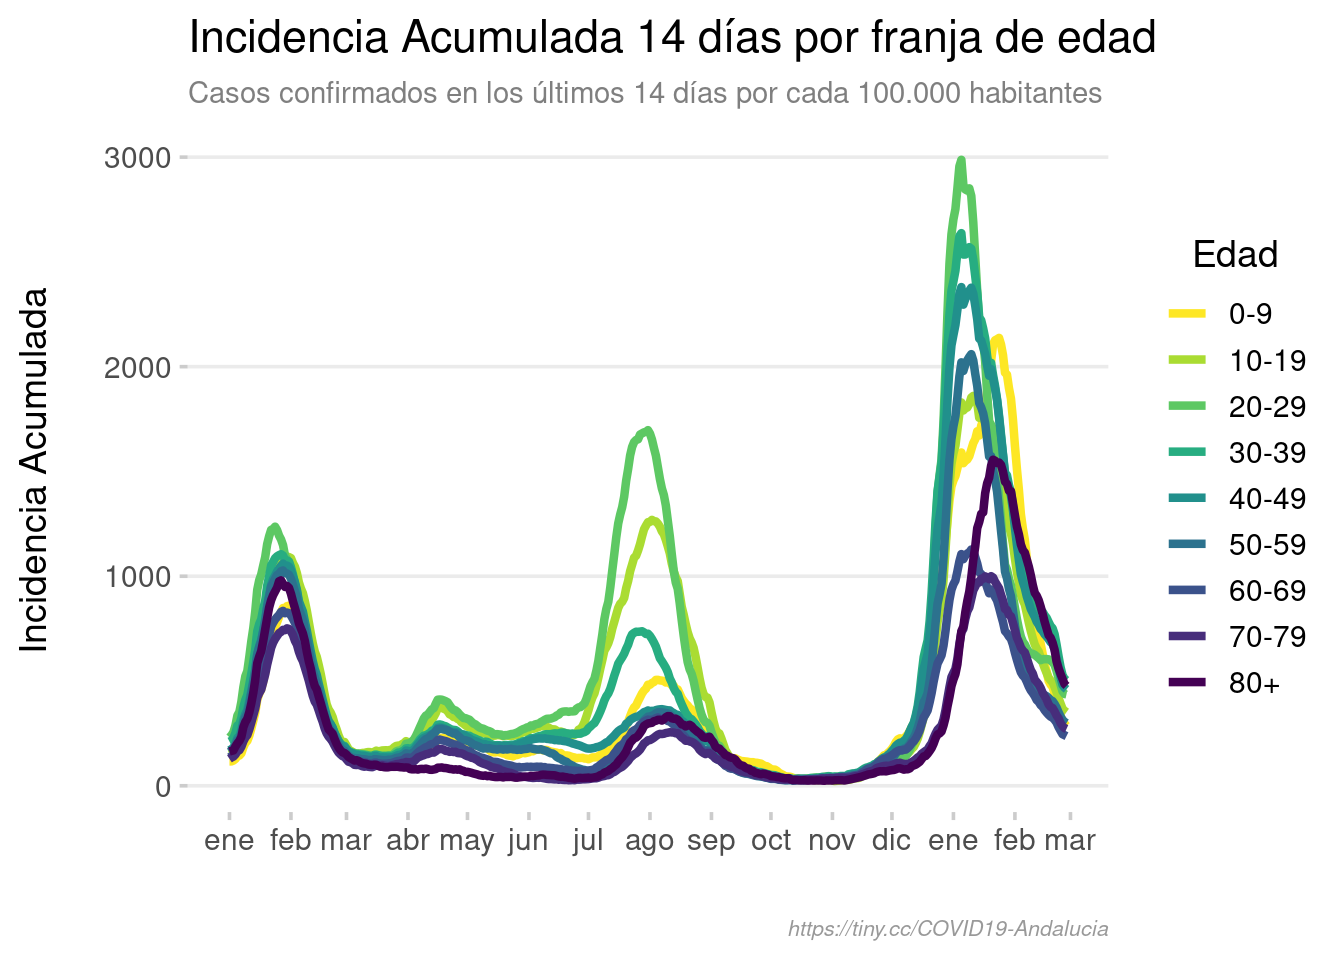 Incidencia Acumulada 14 días por franja de edad
Casos confirmados en los últimos 14 días por cada 100.000 habitantes
Incidencia Acumulada
3000
2000
1000
0
ene feb mar abr may jun jul ago sep oct nov dic ene feb mar
Edad
0-9
10-19
20-29
30-39
40-49
50-59
60-69
70-79
80+
https://tiny.cc/COVID19-Andalucia